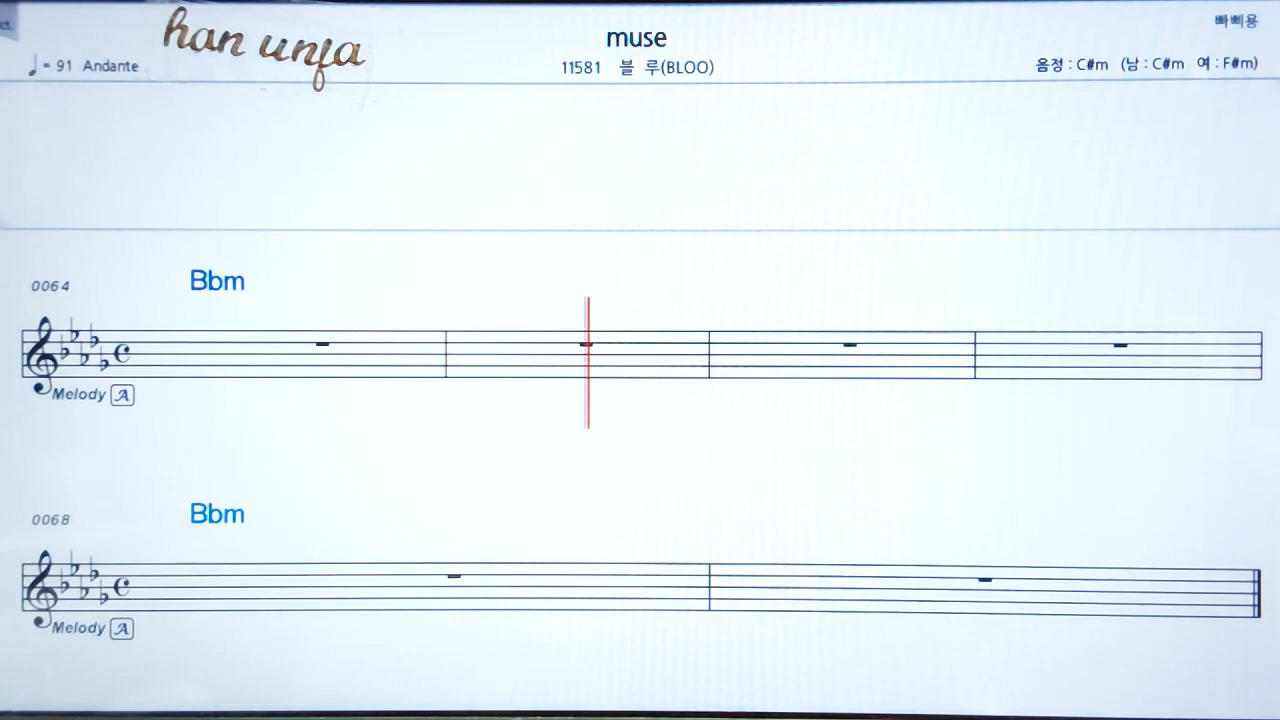 han unfa
muse
빠삐용
♩= 91 Andante
11581 블 루(BLOO)
음정 : C#m (남 : C#m 여 : F#m)
0064
Bbm
Melody A
0068
Bbm
Melody A